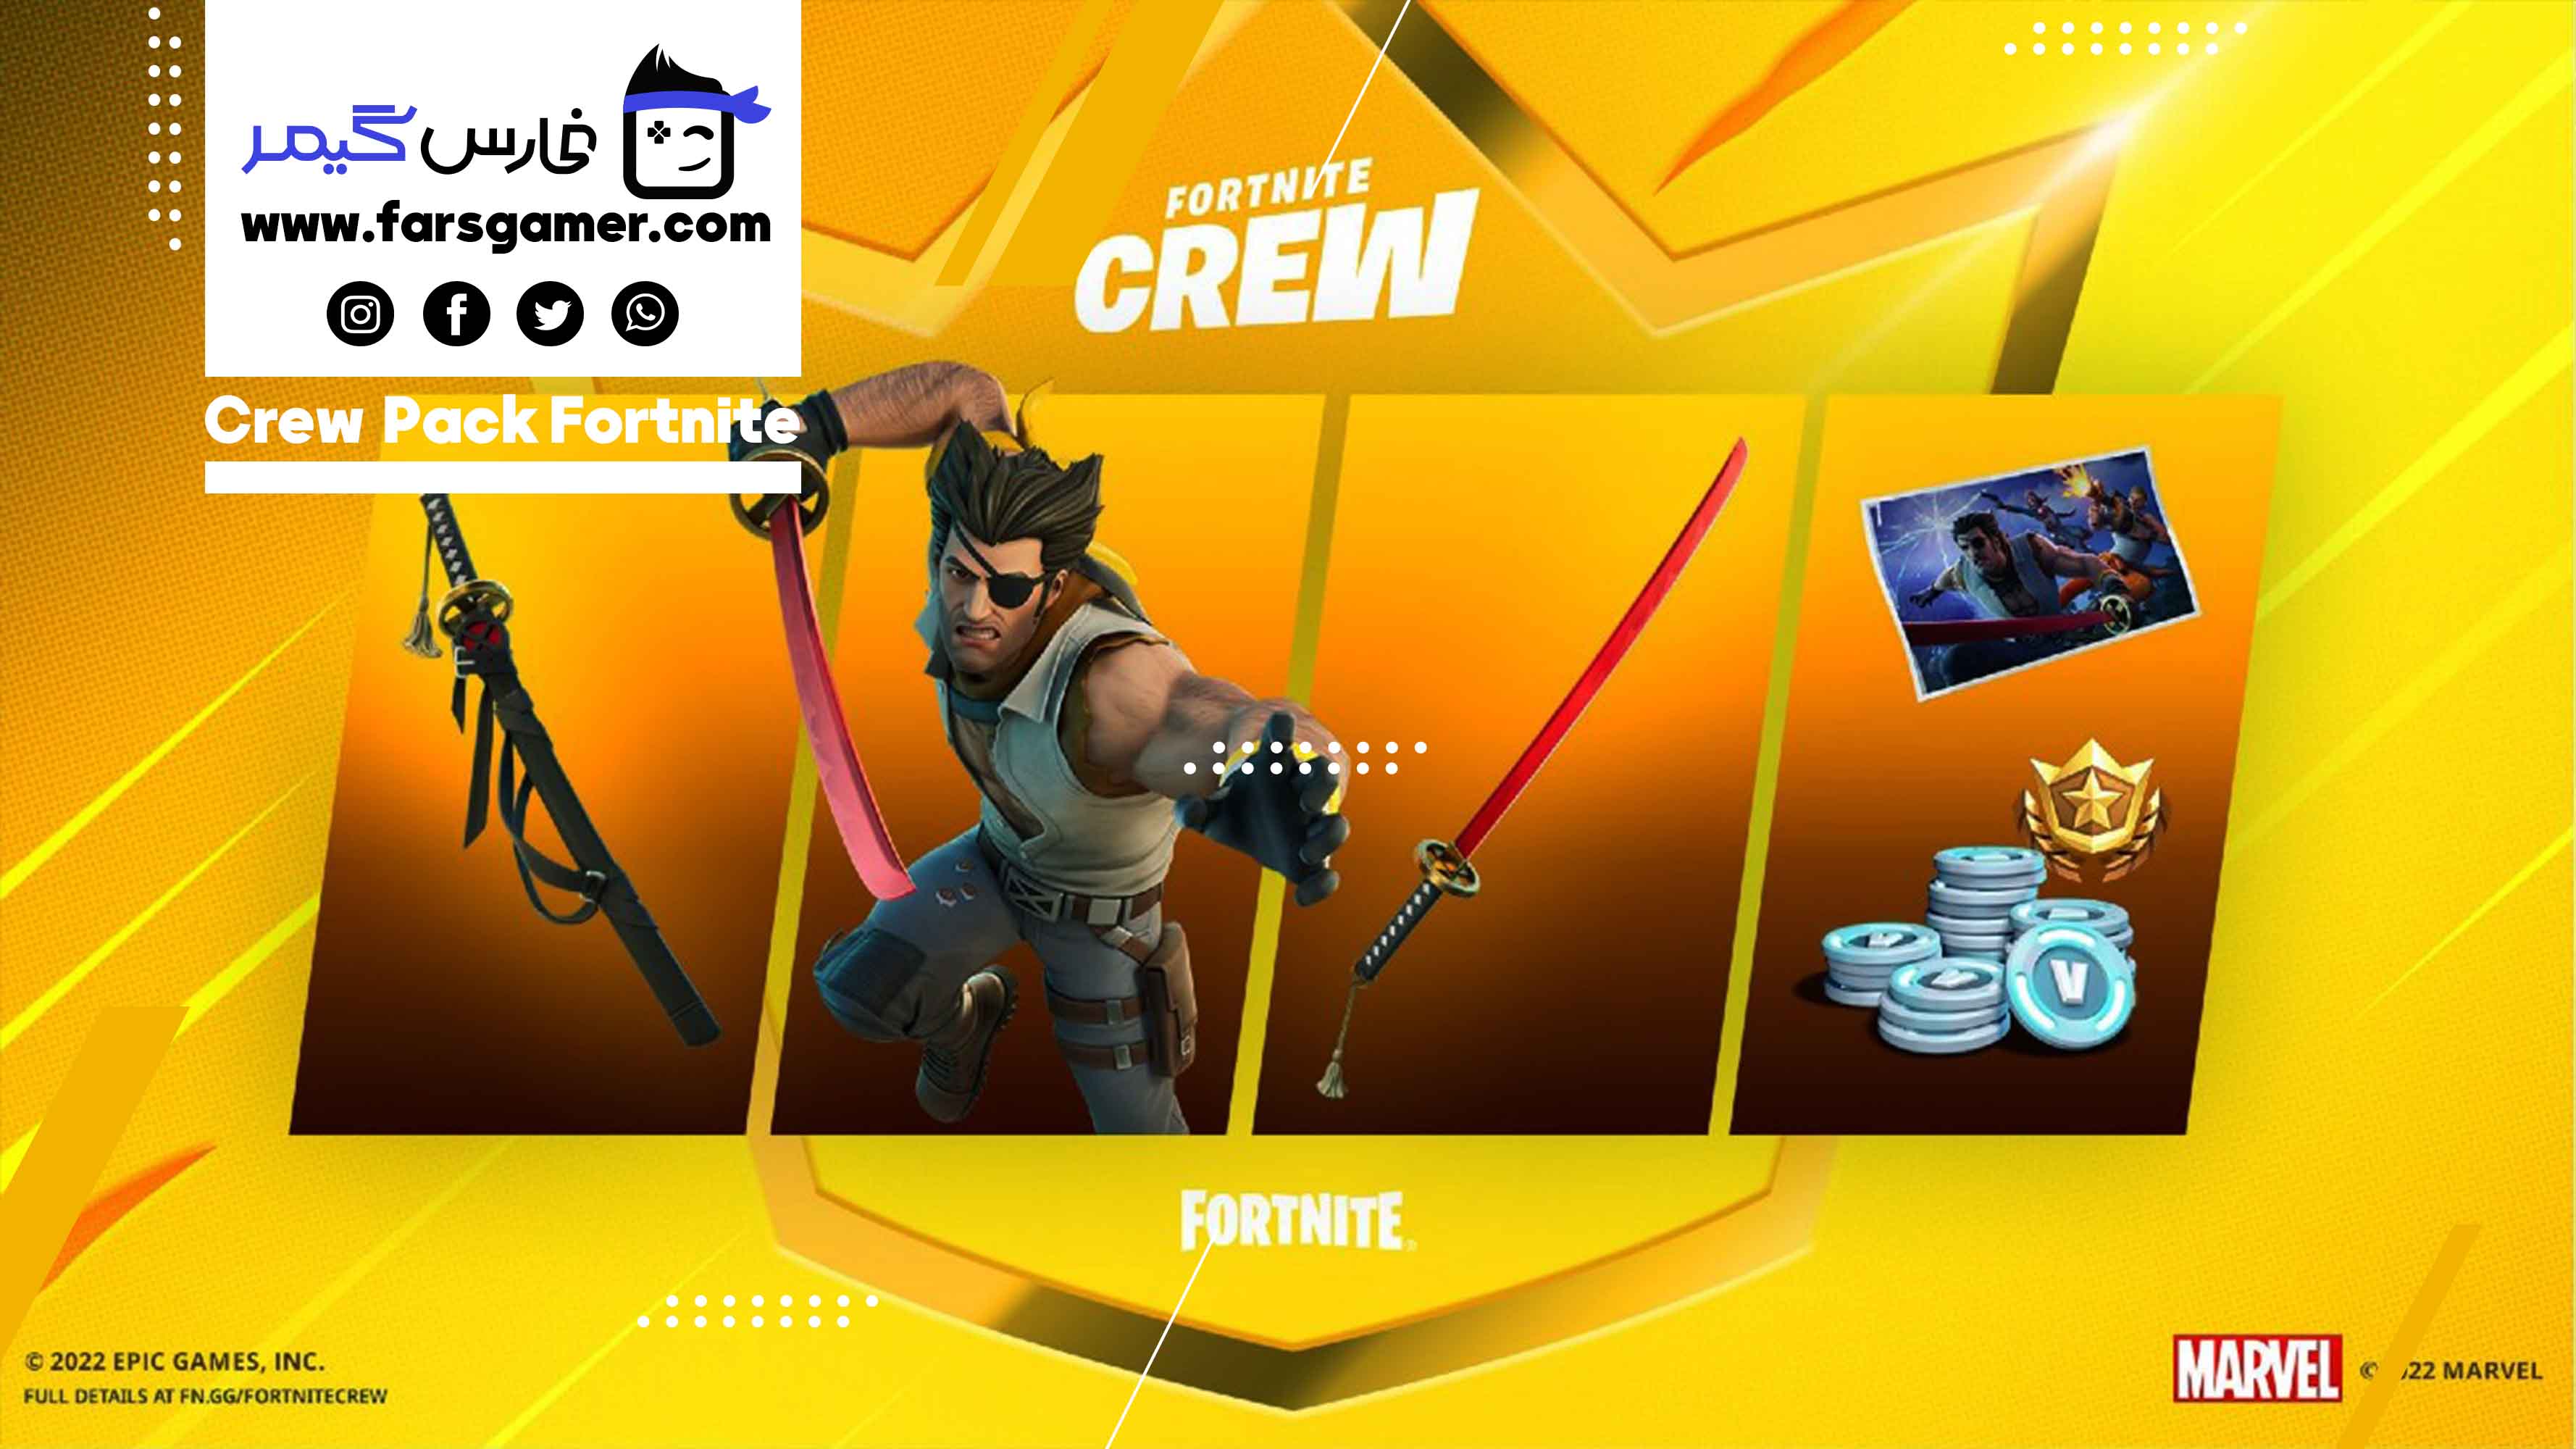 فارس گیمر
www.farsgamer.com
Crew Pack Fortnite
FORTNITE
CREW
FORTNITE
© 2022 EPIC GAMES, INC.
FULL DETAILS AT FN.GG/FORTNITECREW
MARVEL
© 22 MARVEL